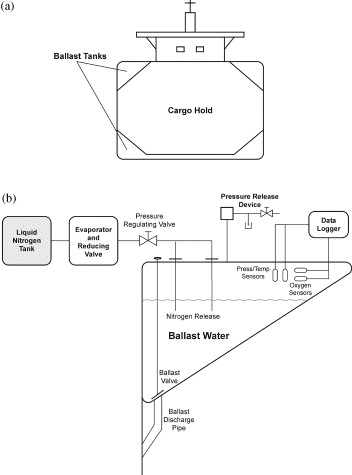 (a)
Ballast Tanks
Cargo Hold
(b)
Liquid
Nitrogen
Tank
Evaporator
and
Reducing
Valve
Pressure
Regulating Valve
Pressure Release
Device
Data
Logger
Press/Temp
Sensors
Oxygen
Sensors
Nitrogen Release
Ballast Water
Ballast
Valve
Ballast
Discharge
Pipe